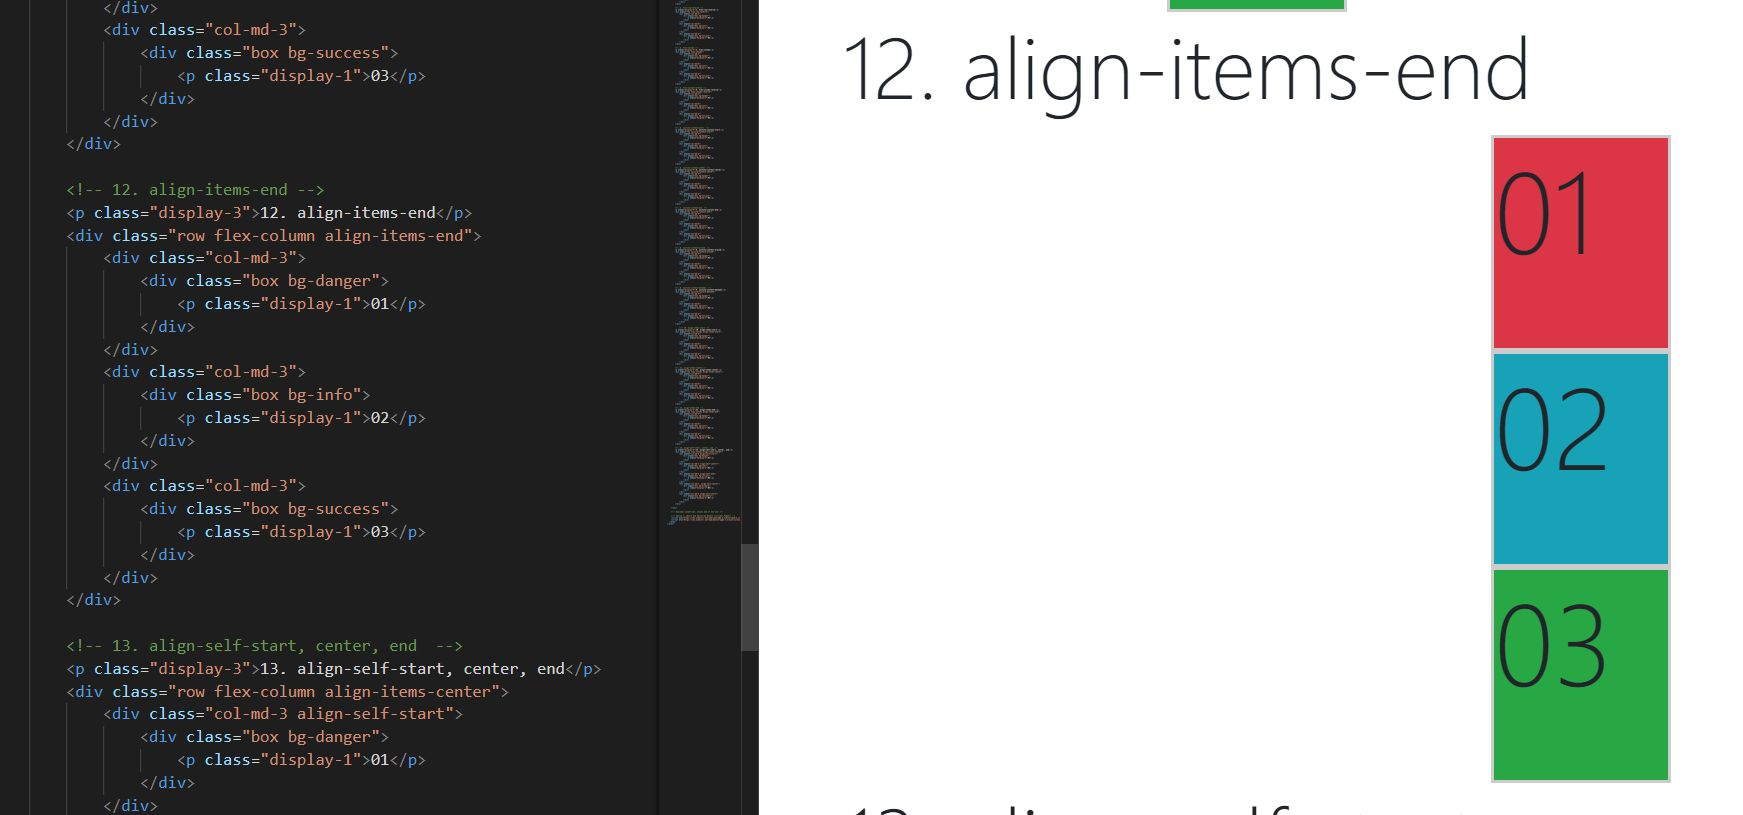 </div>
<div class="col-md-3">
<div class="box bg-success">
<p class="display-1">03</p>
</div>
</div>
</div>
<!-- 12. align-items-end -->
<p class="display-3">12. align-items-end</p>
<div class="row flex-column align-items-end">
<div class="col-md-3">
<div class="box bg-danger">
<p class="display-1">01</p>
</div>
</div>
<div class="col-md-3">
<div class="box bg-info">
<p class="display-1">02</p>
</div>
</div>
<div class="col-md-3">
<div class="box bg-success">
<p class="display-1">03</p>
</div>
</div>
</div>
<!-- 13. align-self-start, center, end  -->
<p class="display-3">13. align-self-start, center, end</p>
<div class="row flex-column align-items-center">
<div class="col-md-3 align-self-start">
<div class="box bg-danger">
<p class="display-1">01</p>
</div>
</div>
12. align-items-end
01
02
03